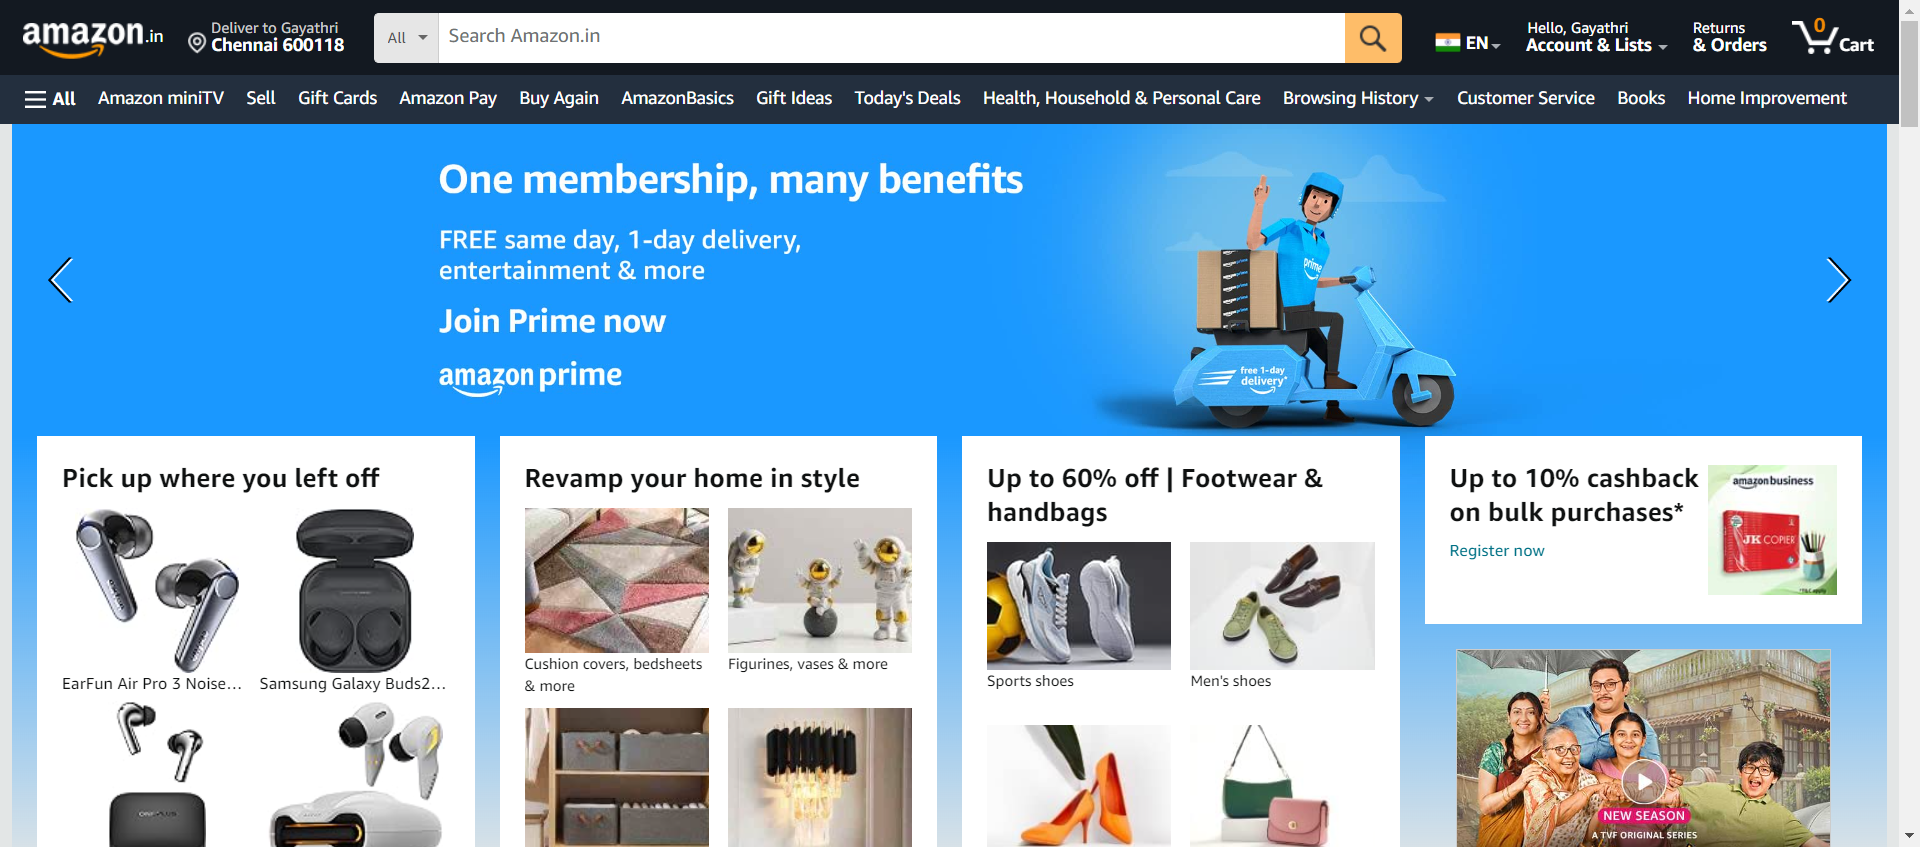 amazon.in
Deliver to Gayathri
Chennai 600118
All
Search Amazon.in
EN
Hello, Gayathri
Account & Lists
Returns
& Orders
0
Cart
All
Amazon miniTV
Sell
Gift Cards
Amazon Pay
Buy Again
AmazonBasics
Gift Ideas
Today's Deals
Health, Household & Personal Care
Browsing History
Customer Service
Books
Home Improvement
One membership, many benefits
FREE same day, 1-day delivery,
entertainment & more
Join Prime now
amazon prime
prime
free 1-day
delivery*
Pick up where you left off
EarFun Air Pro 3 Noise...
Samsung Galaxy Buds2...
Revamp your home in style
Cushion covers, bedsheets
& more
Figurines, vases & more
Up to 60% off | Footwear &
handbags
Sports shoes
Men's shoes
Up to 10% cashback
on bulk purchases*
Register now
amazon business
JK COPIER
NEW SEASON
A TVF ORIGINAL SERIES